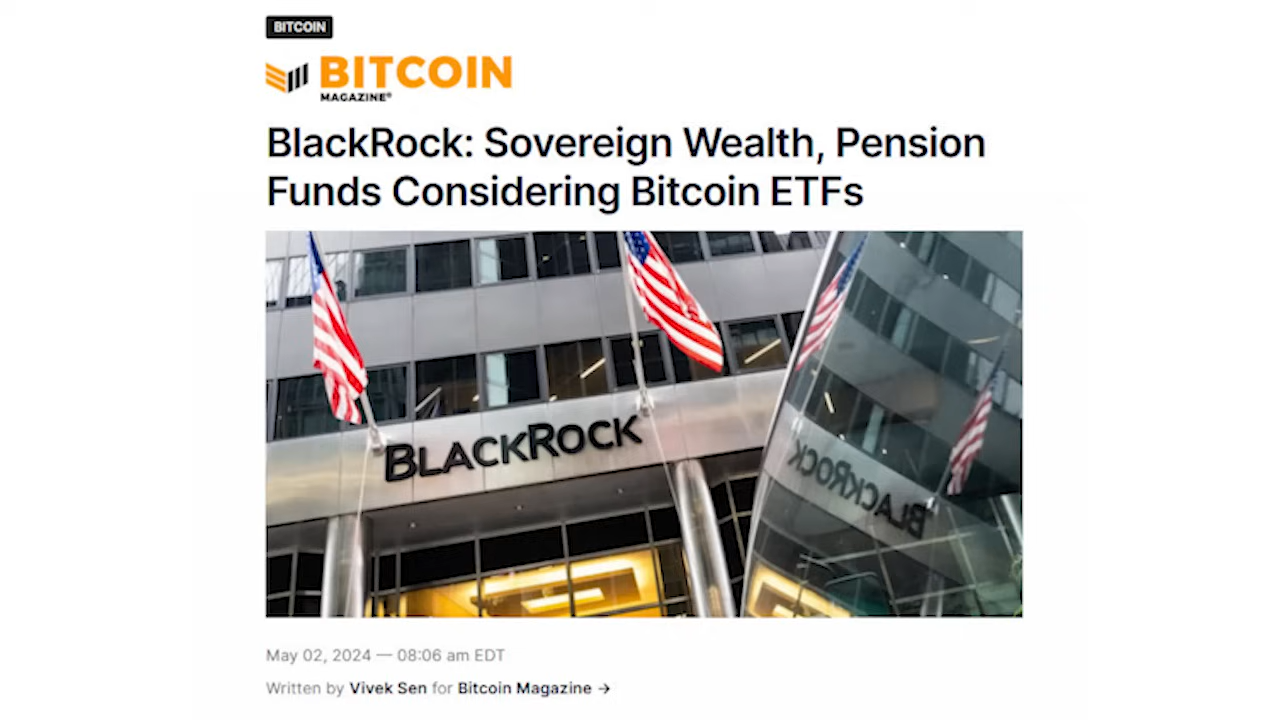 BITCOIN
BITCOIN
MAGAZINE®
BlackRock: Sovereign Wealth, Pension
Funds Considering Bitcoin ETFs
BLACKROCK
BLACKROCK
May 02, 2024 — 08:06 am EDT
Written by Vivek Sen for Bitcoin Magazine →